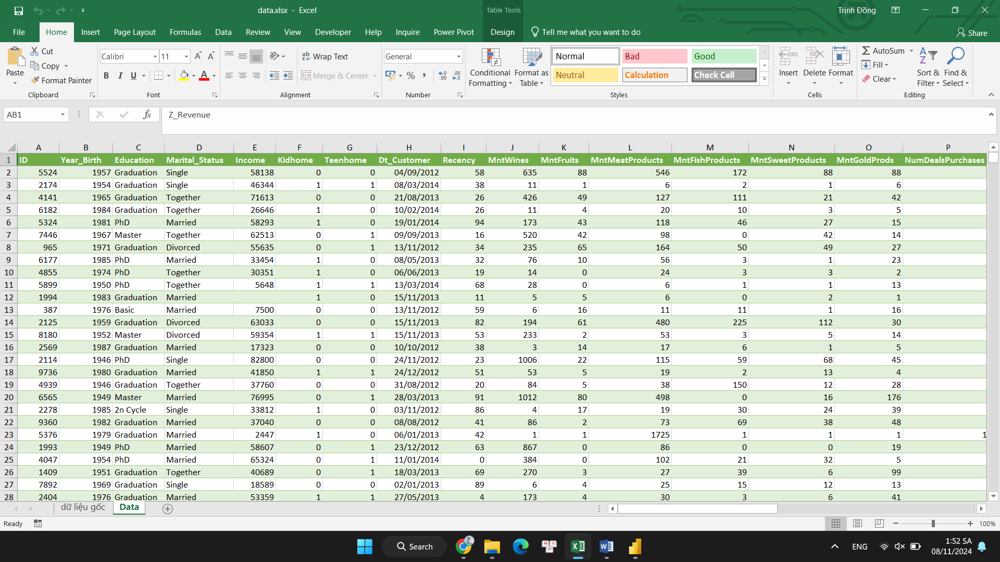 data.xlsx - Excel
Table Tools
Trịnh Đồng
File Home Insert Page Layout Formulas Data Review View Developer Help Inquire Power Pivot Design Tell me what you want to do Share
Paste
Cut
Copy
Format Painter
Clipboard
Calibri 11
B I U
Font
Wrap Text
Merge & Center
Alignment
General
Number
Conditional Formatting
Format as Table
Normal Bad Good
Neutral Calculation Check Cell
Styles
Insert Delete Format
Cells
AutoSum
Fill
Clear
Sort & Filter
Find & Select
Editing
AB1 fx Z_Revenue
A B C D E F G H I J K L M N O P
1 ID Year_Birth Education Marital_Status Income Kidhome Teenhome Dt_Customer Recency MntWines MntFruits MntMeatProducts MntFishProducts MntSweetProducts MntGoldProds NumDealsPurchases
2 5524 1957 Graduation Single 58138 0 0 04/09/2012 58 635 88 546 172 88 88
3 2174 1954 Graduation Single 46344 1 1 08/03/2014 38 11 1 6 2 1 6
4 4141 1965 Graduation Together 71613 0 0 21/08/2013 26 426 49 127 111 21 42
5 6182 1984 Graduation Together 26646 1 0 10/02/2014 26 11 4 20 10 3 5
6 5324 1981 PhD Married 58293 1 0 19/01/2014 94 173 43 118 46 27 15
7 7446 1967 Master Together 62513 0 1 09/09/2013 16 520 42 98 0 42 14
8 965 1971 Graduation Divorced 55635 0 1 13/11/2012 34 235 65 164 50 49 27
9 6177 1985 PhD Married 33454 1 0 08/05/2013 32 76 10 56 3 1 23
10 4855 1974 PhD Together 30351 1 0 06/06/2013 19 14 0 24 3 3 2
11 5899 1950 PhD Together 5648 1 1 13/03/2014 68 28 0 6 1 1 13
12 1994 1983 Graduation Married 1 0 15/11/2013 11 5 5 6 0 2 1
13 387 1976 Basic Married 7500 0 0 13/11/2012 59 6 16 11 11 1 16
14 2125 1959 Graduation Divorced 63033 0 0 15/11/2013 82 194 61 480 225 112 30
15 8180 1952 Master Divorced 59354 1 1 15/11/2013 53 233 2 53 3 5 14
16 2569 1987 Graduation Married 17323 0 0 10/10/2012 38 3 14 17 6 1 5
17 2114 1946 PhD Single 82800 0 0 24/11/2012 23 1006 22 115 59 68 45
18 9736 1980 Graduation Married 41850 1 1 24/12/2012 51 53 5 19 2 13 4
19 4939 1946 Graduation Together 37760 0 0 31/08/2012 20 84 5 38 150 12 28
20 6565 1949 Master Married 76995 0 1 28/03/2013 91 1012 80 498 0 16 176
21 2278 1985 2n Cycle Single 33812 1 0 03/11/2012 86 4 17 19 30 24 39
22 9360 1982 Graduation Married 37040 0 0 08/08/2012 41 86 2 73 69 38 48
23 5376 1979 Graduation Married 2447 1 0 06/01/2013 42 1 1 1725 1 1 1 1
24 1993 1949 PhD Married 58607 0 1 23/12/2012 63 867 0 86 0 0 19
25 4047 1954 PhD Married 65324 0 1 11/01/2014 0 384 0 102 21 32 5
26 1409 1951 Graduation Together 40689 0 1 18/03/2013 69 270 3 27 39 6 99
27 7892 1969 Graduation Single 18589 0 0 02/01/2013 89 6 4 25 15 12 13
28 2404 1976 Graduation Married 53359 1 1 27/05/2013 4 173 4 30 3 6 41
dữ liệu gốc Data
Ready 100%
Search
ENG
1:52 SA
08/11/2024